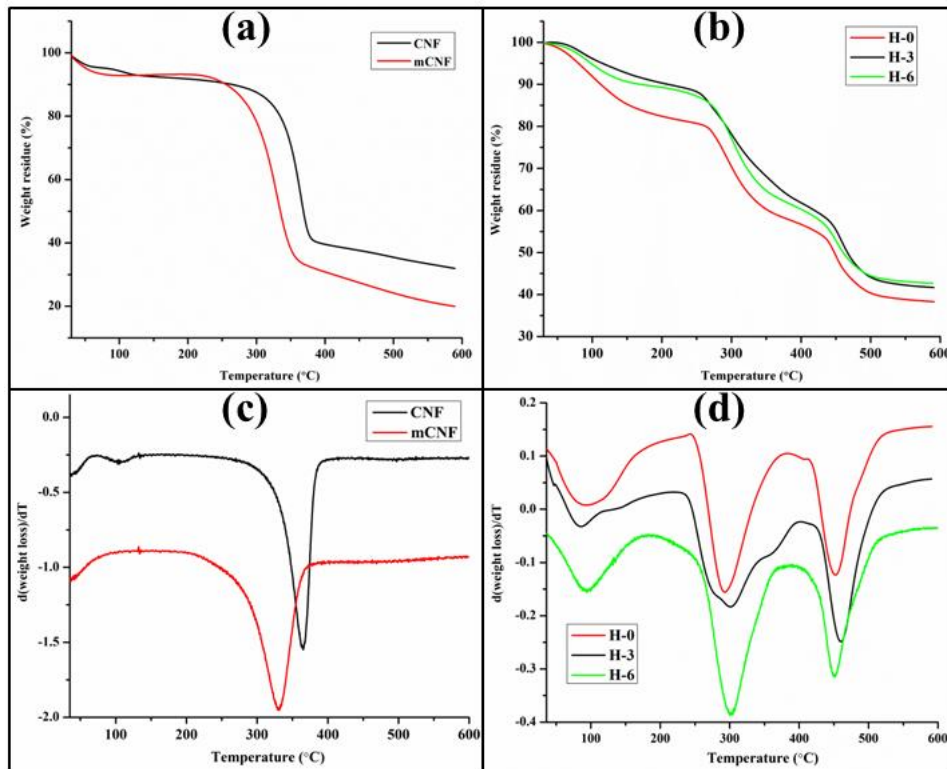 (a)
CNF
mCNF
100
80
60
40
20
Weight residue (%)
100 200 300 400 500 600
Temperature (°C)
(b)
H-0
H-3
H-6
100
90
80
70
60
50
40
30
Weight residue (%)
100 200 300 400 500 600
Temperature (°C)
(c)
CNF
mCNF
0.0
-0.5
-1.0
-1.5
-2.0
d(weight loss)/dT
100 200 300 400 500 600
Temperature (°C)
(d)
0.2
0.1
0.0
-0.1
-0.2
-0.3
-0.4
d(weight loss)/dT
H-0
H-3
H-6
100 200 300 400 500 600
Temperature (°C)